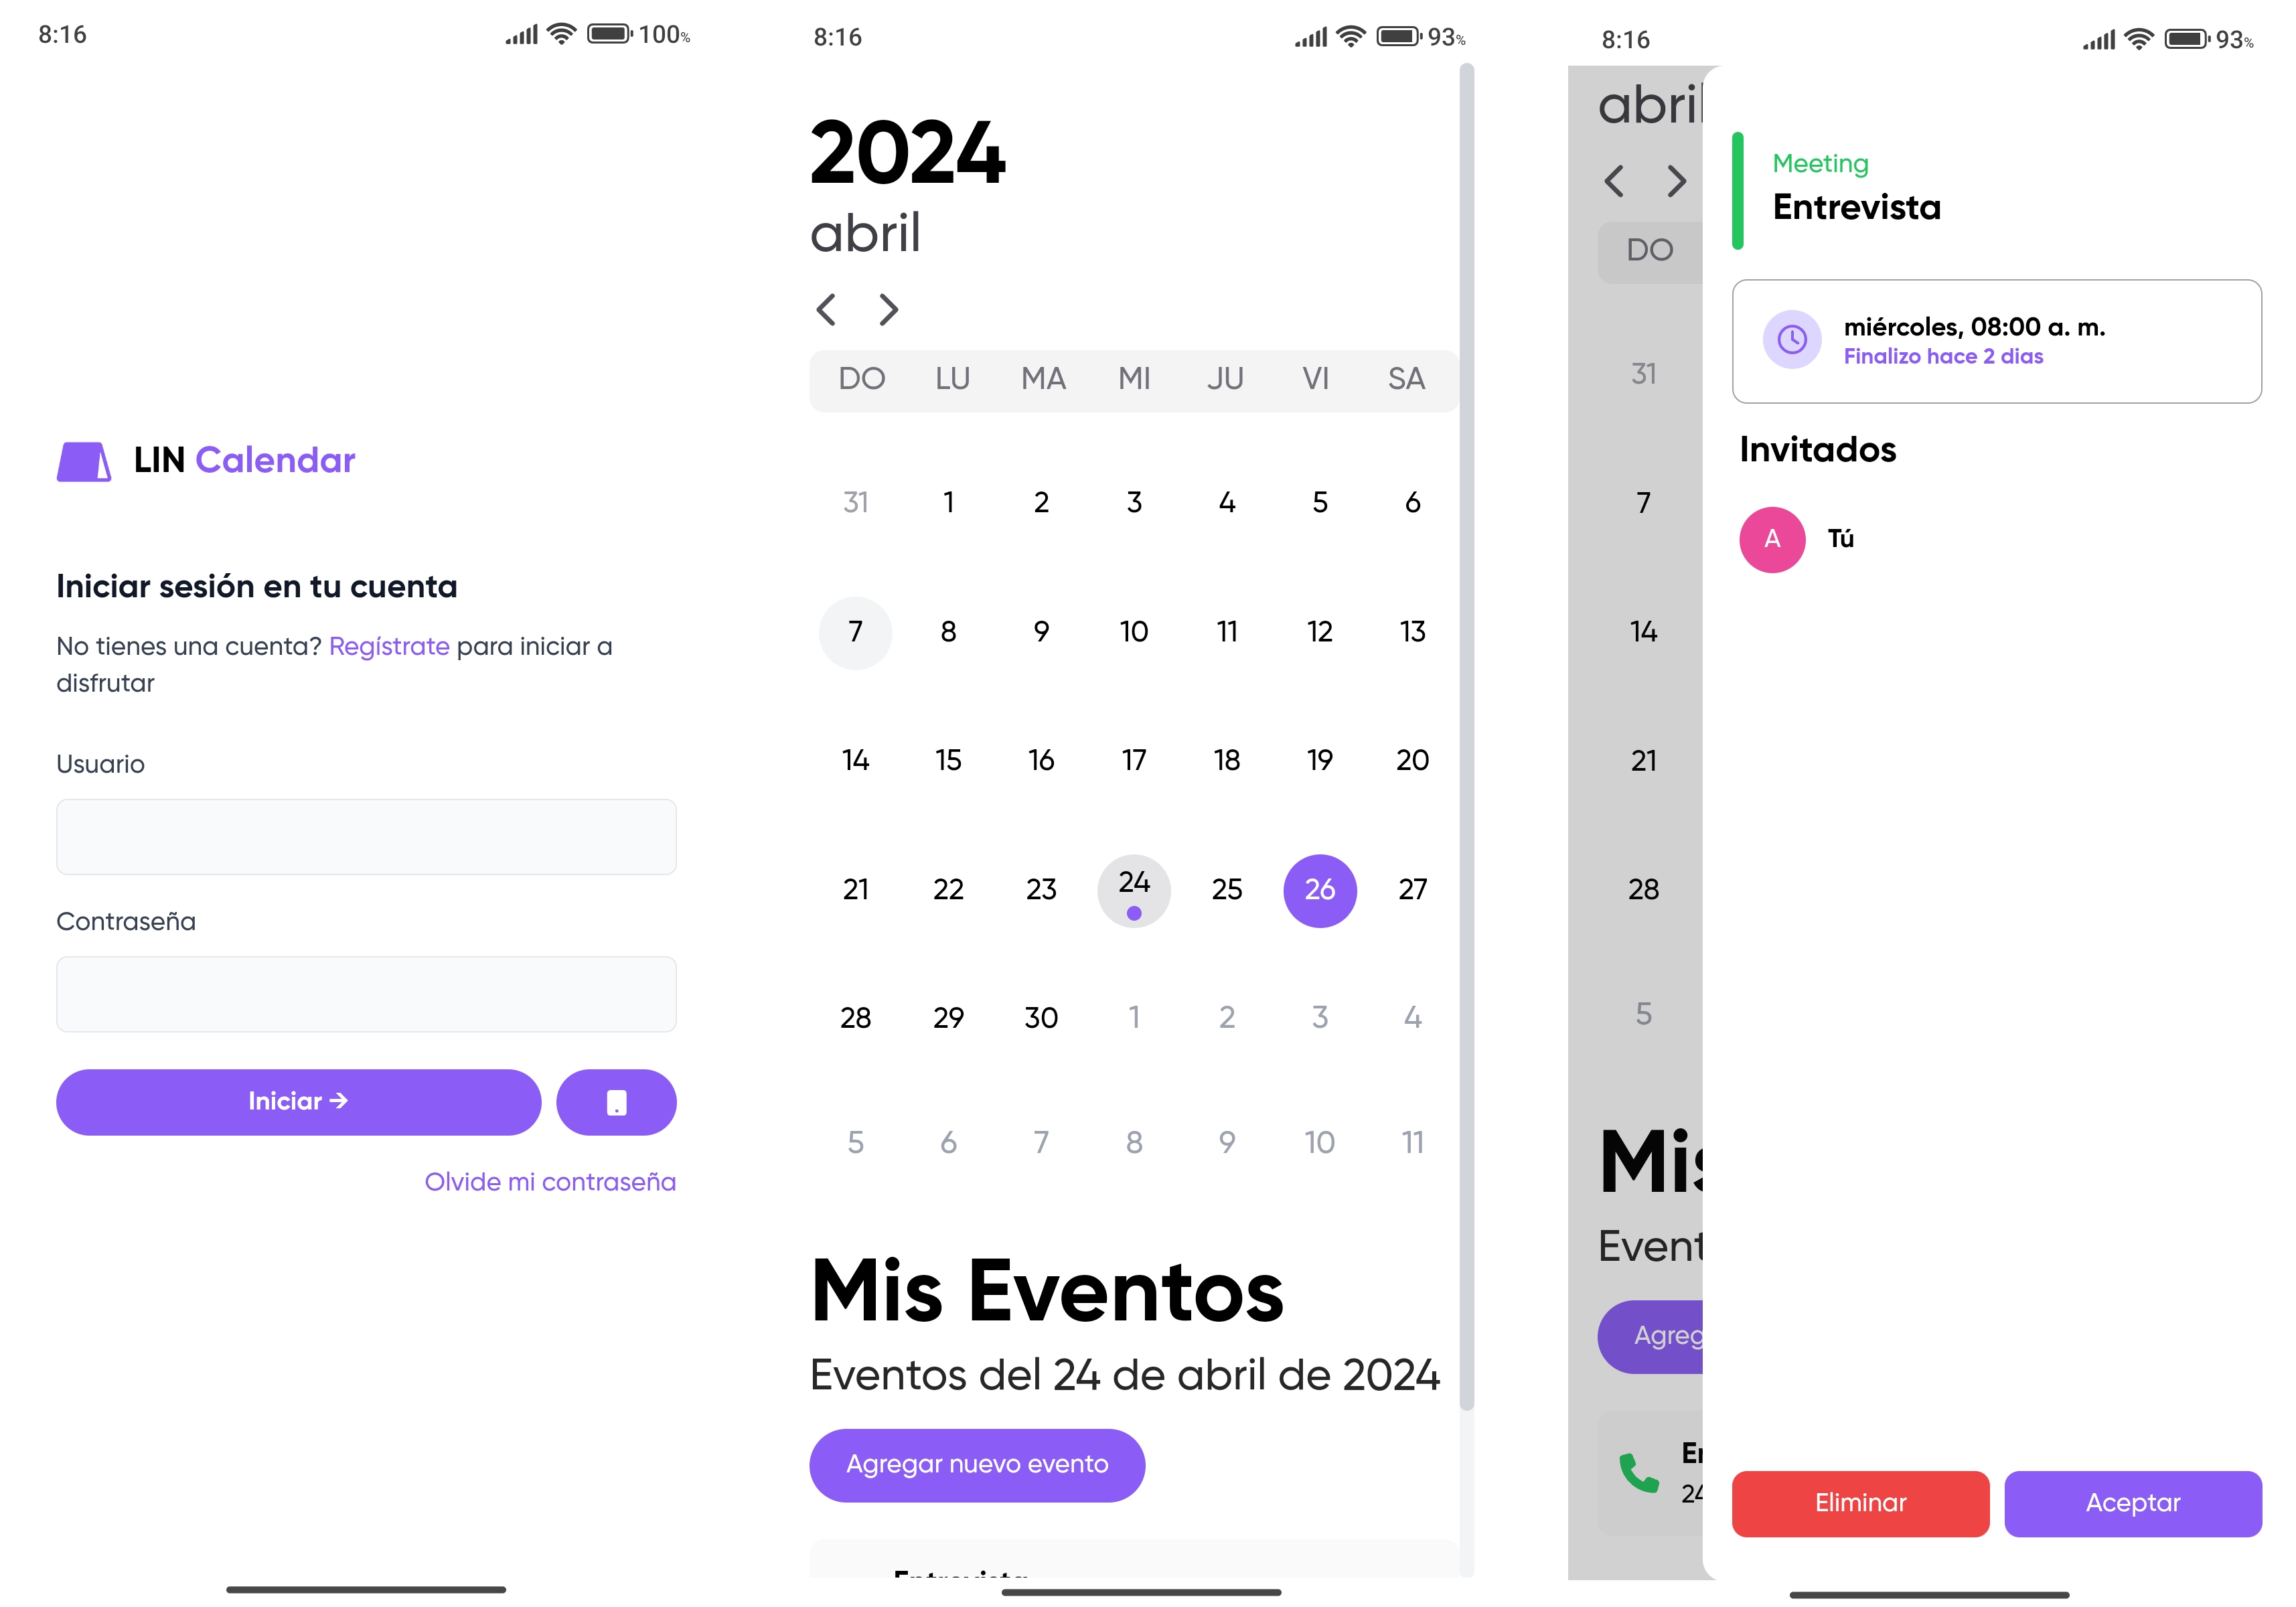 8:16 100%
LIN Calendar
Iniciar sesión en tu cuenta
No tienes una cuenta? Regístrate para iniciar a
disfrutar
Usuario
Contraseña
Iniciar →
Olvide mi contraseña
8:16 93%
2024
abril
DO LU MA MI JU VI SA
31 1 2 3 4 5 6
7 8 9 10 11 12 13
14 15 16 17 18 19 20
21 22 23 24 25 26 27
28 29 30 1 2 3 4
5 6 7 8 9 10 11
Mis Eventos
Eventos del 24 de abril de 2024
Agregar nuevo evento
Entrevista
8:16 93%
abril
DO
31
7
14
21
28
5
Mis
Event
Agreg
24
Meeting
Entrevista
miércoles, 08:00 a. m.
Finalizo hace 2 dias
Invitados
A Tú
Eliminar Aceptar